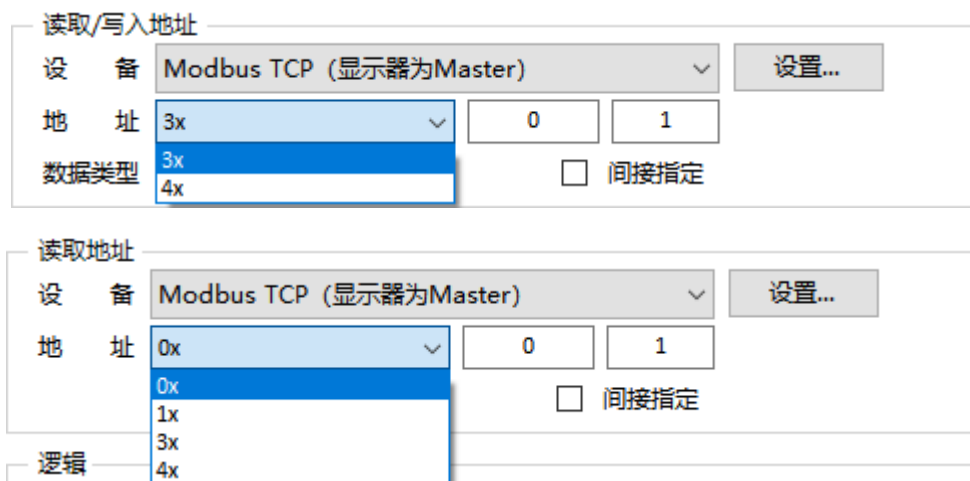 读取/写入地址
设 备 Modbus TCP (显示器为Master) 设置...
地 址 3x 0 1
3x
数据类型 间接指定
4x
读取地址
设 备 Modbus TCP (显示器为Master) 设置...
地 址 0x 0 1
0x
间接指定
1x
3x
逻辑
4x